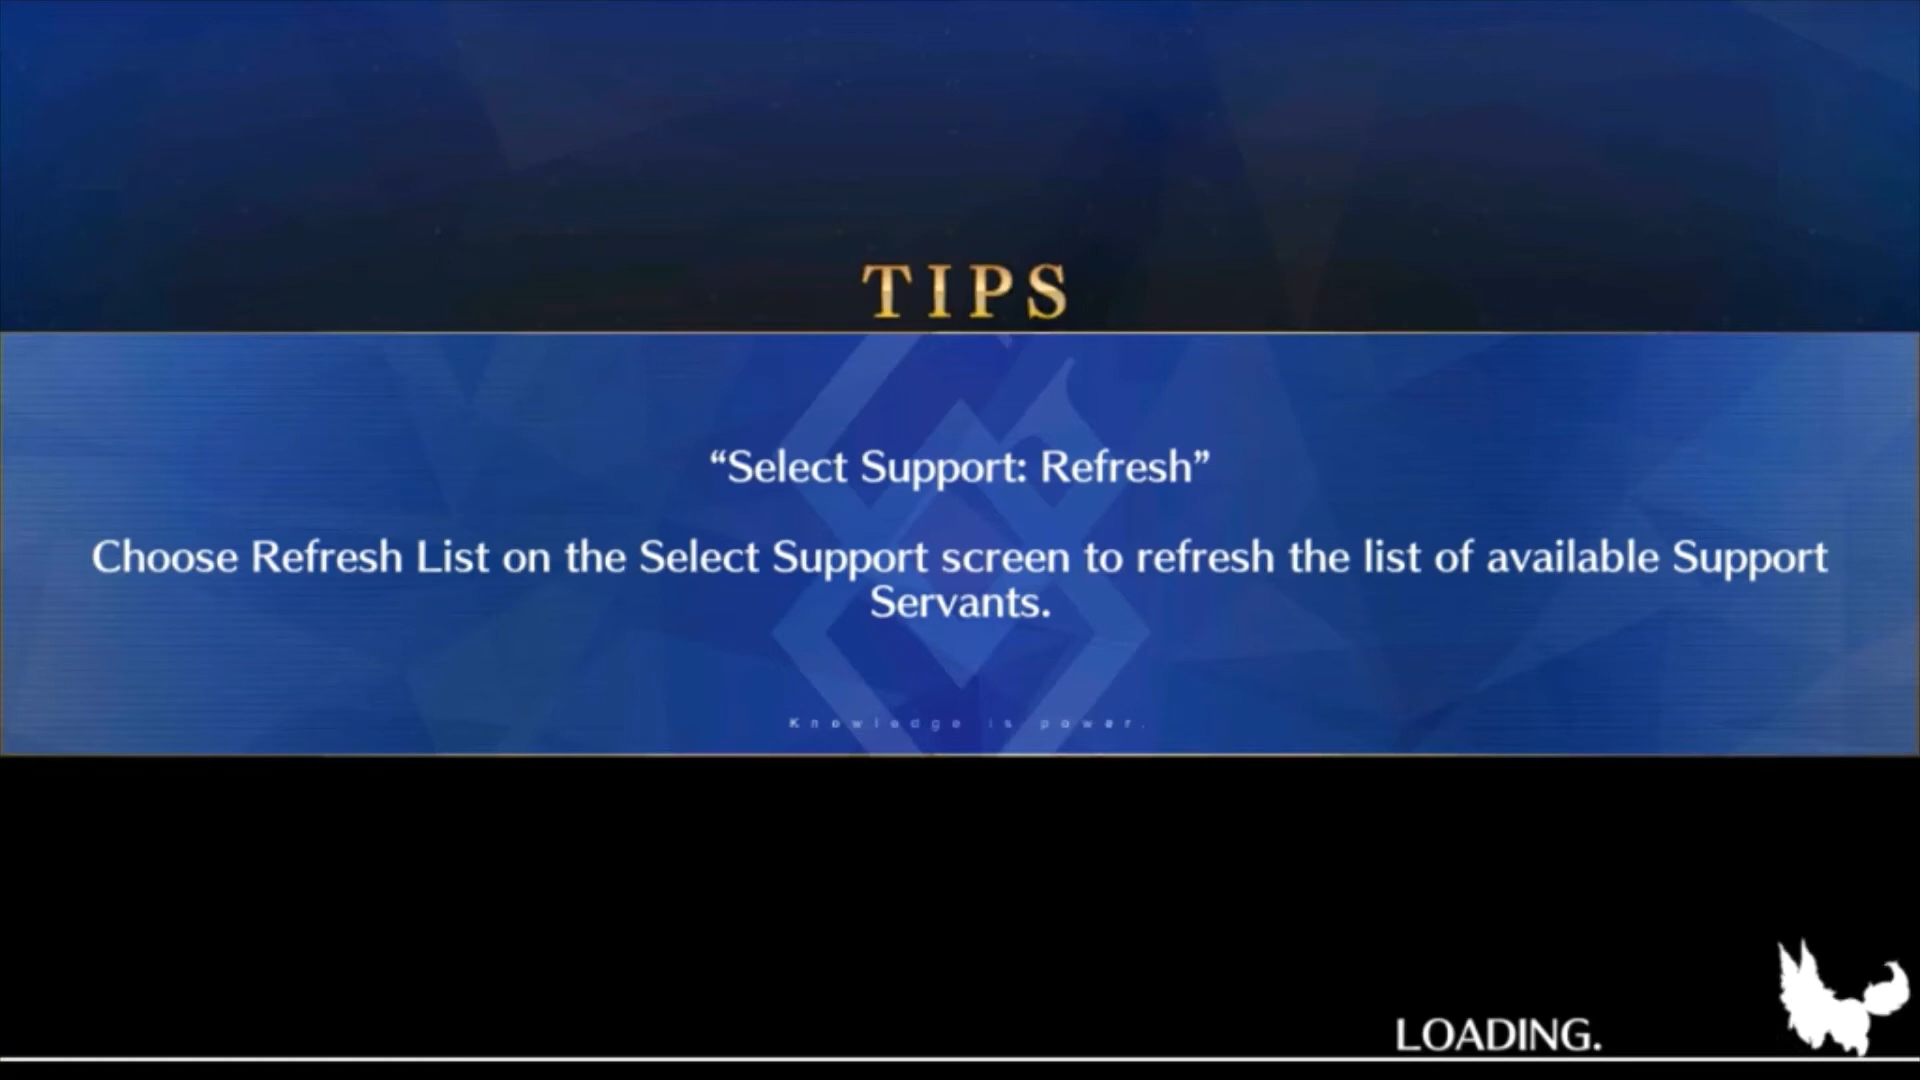 TIPS
“Select Support: Refresh”
Choose Refresh List on the Select Support screen to refresh the list of available Support
Servants.
Knowledge is power.
LOADING.